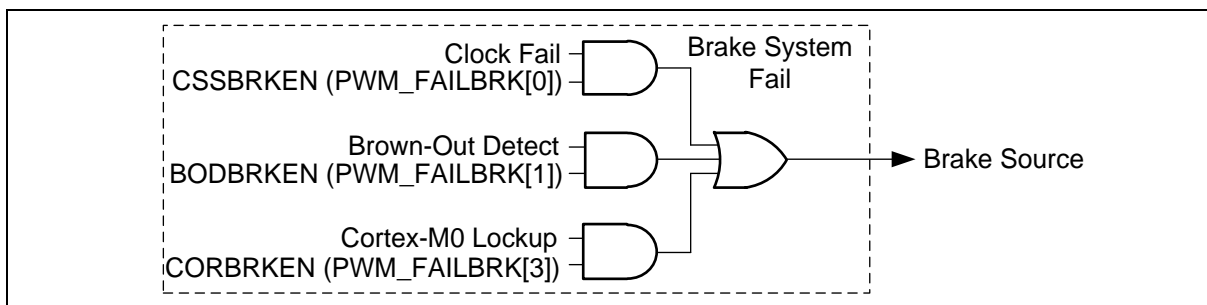 Clock Fail
CSSBRKEN (PWM_FAILBRK[0])
Brake System
Fail
Brown-Out Detect
BODBRKEN (PWM_FAILBRK[1])
Brake Source
Cortex-M0 Lockup
CORBRKEN (PWM_FAILBRK[3])